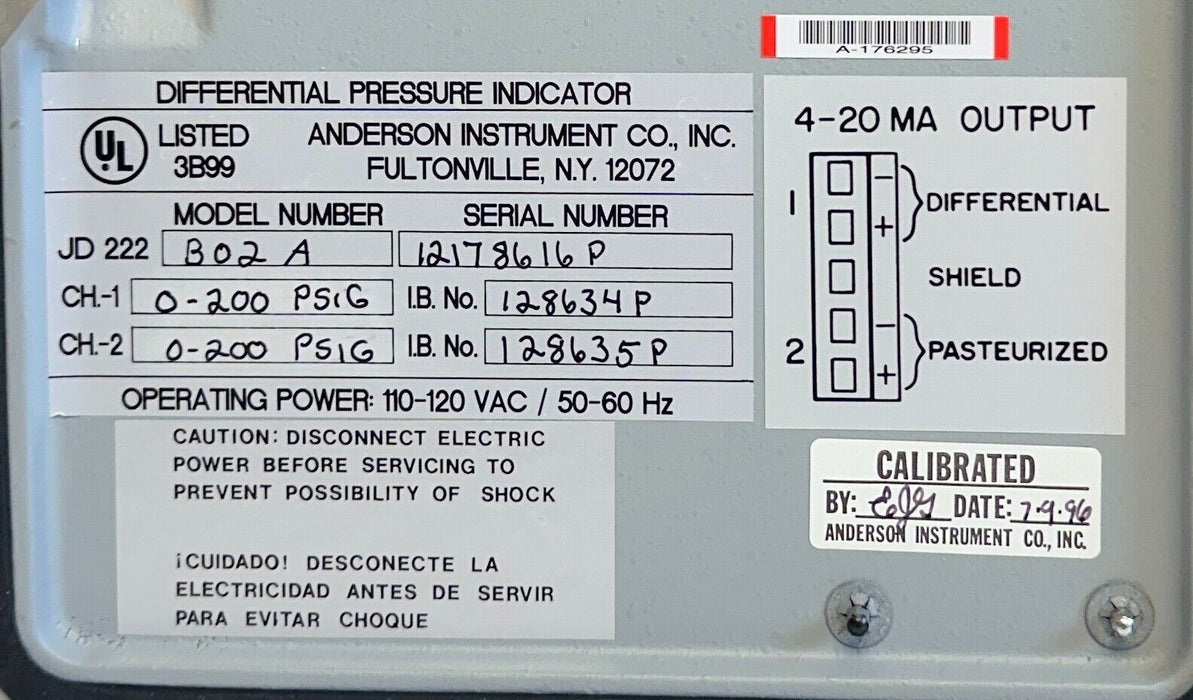 A-176295
DIFFERENTIAL PRESSURE INDICATOR
UL LISTED ANDERSON INSTRUMENT CO., INC.
3B99 FULTONVILLE, N.Y. 12072
MODEL NUMBER SERIAL NUMBER
JD 222 B02 A 12178616 P
CH.-1 0-200 PSIG I.B. No. 128634 P
CH.-2 0-200 PSIG I.B. No. 128635 P
OPERATING POWER: 110-120 VAC / 50-60 Hz
CAUTION: DISCONNECT ELECTRIC
POWER BEFORE SERVICING TO
PREVENT POSSIBILITY OF SHOCK
¡CUIDADO! DESCONECTE LA
ELECTRICIDAD ANTES DE SERVIR
PARA EVITAR CHOQUE
4-20 MA OUTPUT
1 - + DIFFERENTIAL
SHIELD
2 - + PASTEURIZED
CALIBRATED
BY: DATE: 7-9-96
ANDERSON INSTRUMENT CO., INC.